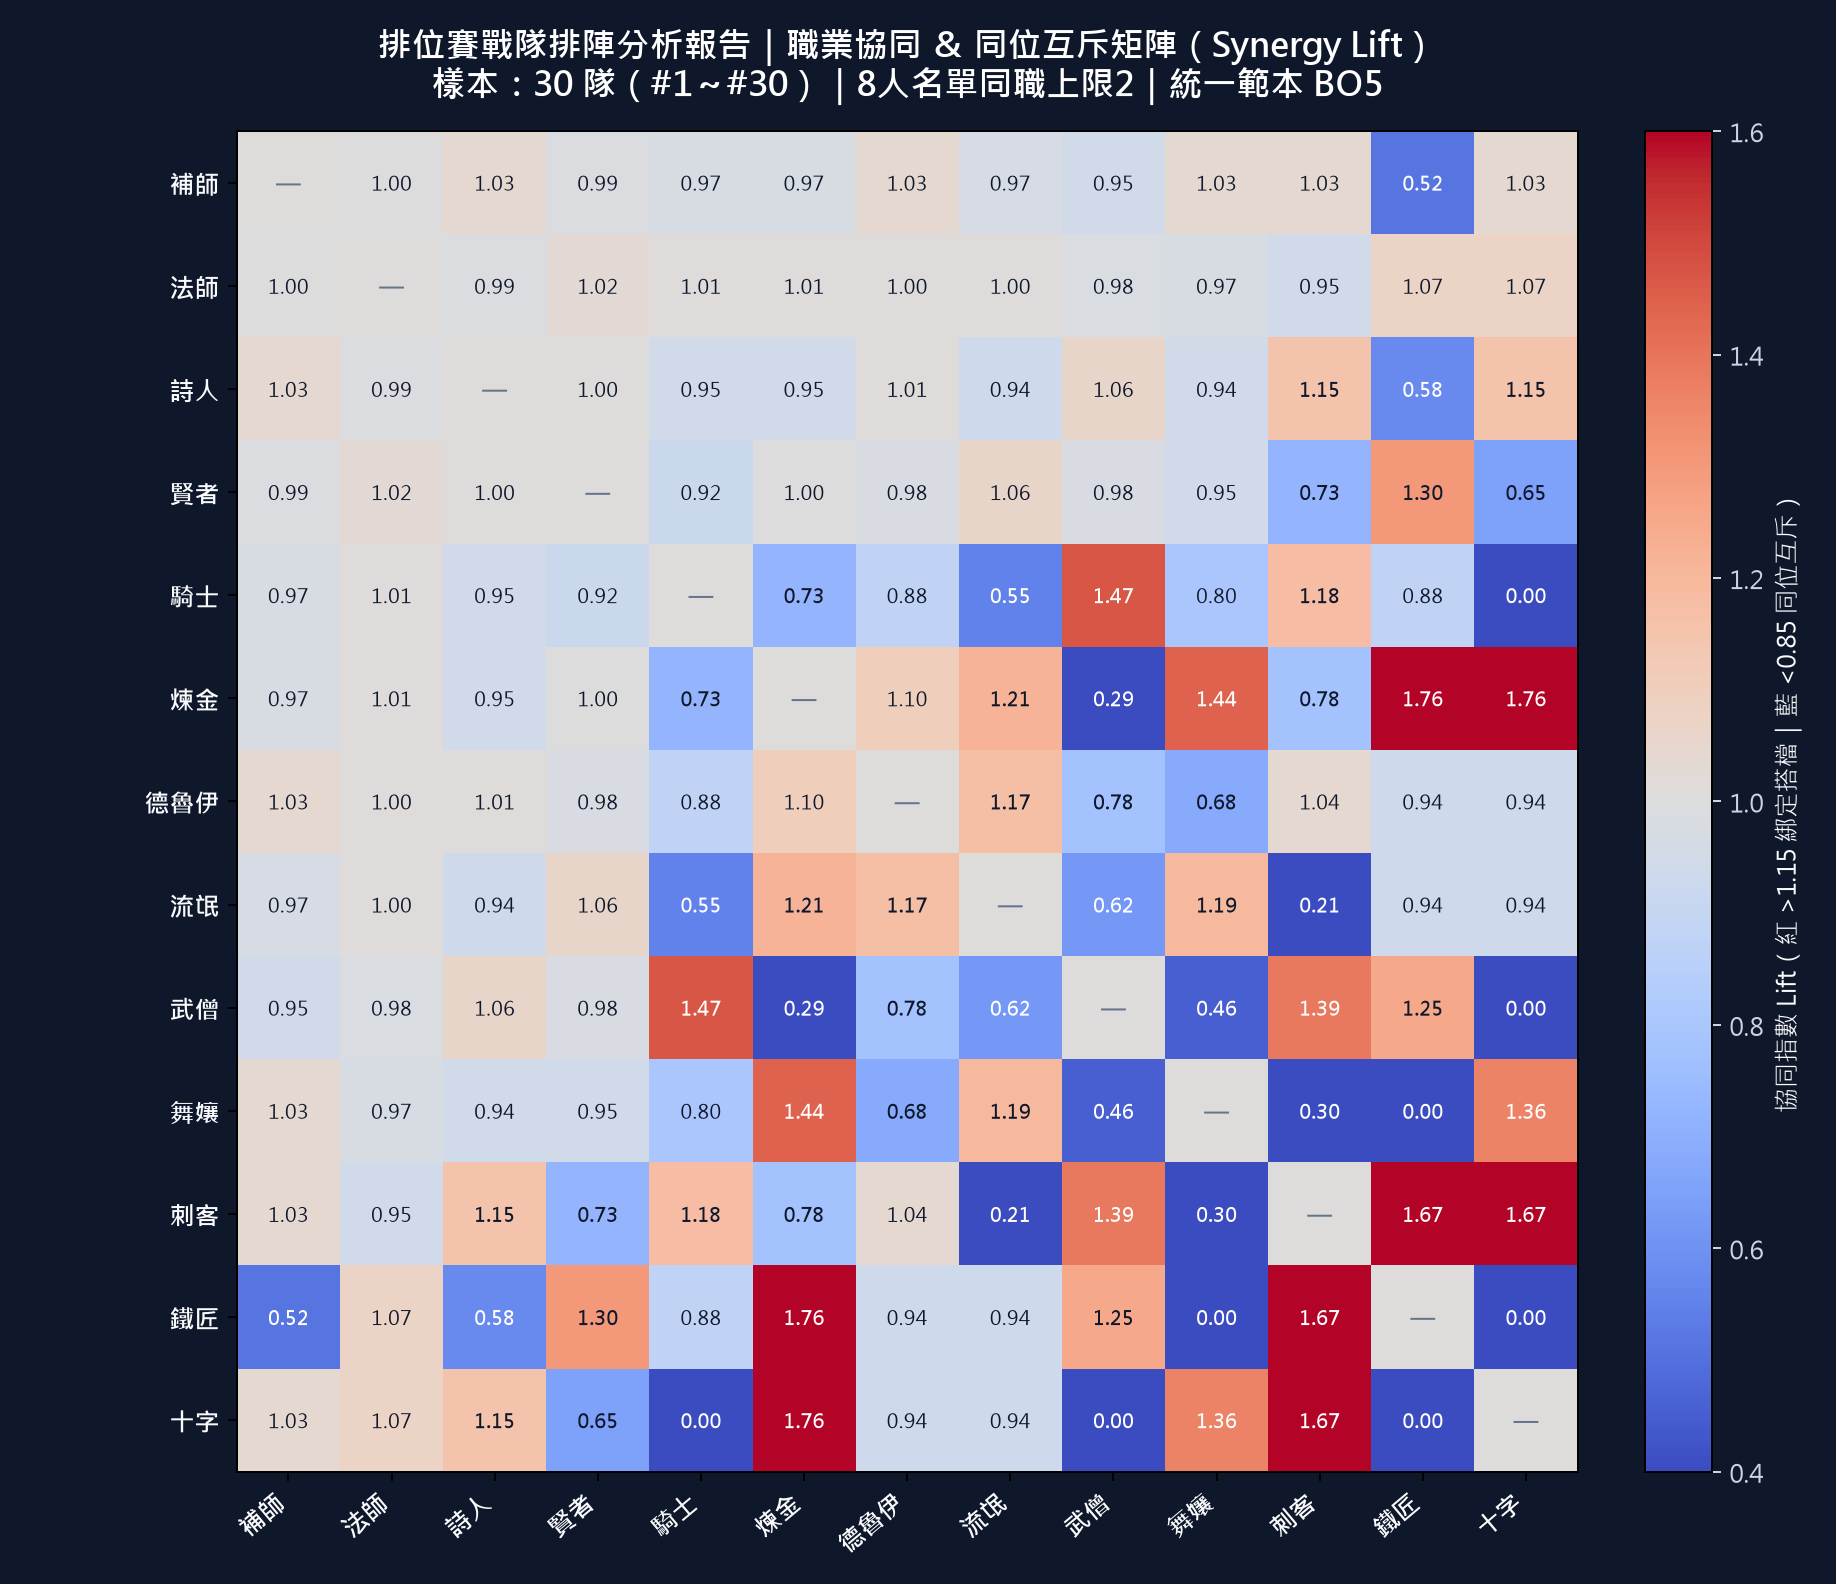 排位賽戰隊排陣分析報告｜職業協同 & 同位互斥矩陣（Synergy Lift）
樣本：30 隊（#1～#30）｜8人名單同職上限2｜統一範本 BO5
補師 — 1.00 1.03 0.99 0.97 0.97 1.03 0.97 0.95 1.03 1.03 0.52 1.03
法師 1.00 — 0.99 1.02 1.01 1.01 1.00 1.00 0.98 0.97 0.95 1.07 1.07
詩人 1.03 0.99 — 1.00 0.95 0.95 1.01 0.94 1.06 0.94 1.15 0.58 1.15
賢者 0.99 1.02 1.00 — 0.92 1.00 0.98 1.06 0.98 0.95 0.73 1.30 0.65
騎士 0.97 1.01 0.95 0.92 — 0.73 0.88 0.55 1.47 0.80 1.18 0.88 0.00
煉金 0.97 1.01 0.95 1.00 0.73 — 1.10 1.21 0.29 1.44 0.78 1.76 1.76
德魯伊 1.03 1.00 1.01 0.98 0.88 1.10 — 1.17 0.78 0.68 1.04 0.94 0.94
流氓 0.97 1.00 0.94 1.06 0.55 1.21 1.17 — 0.62 1.19 0.21 0.94 0.94
武僧 0.95 0.98 1.06 0.98 1.47 0.29 0.78 0.62 — 0.46 1.39 1.25 0.00
舞孃 1.03 0.97 0.94 0.95 0.80 1.44 0.68 1.19 0.46 — 0.30 0.00 1.36
刺客 1.03 0.95 1.15 0.73 1.18 0.78 1.04 0.21 1.39 0.30 — 1.67 1.67
鐵匠 0.52 1.07 0.58 1.30 0.88 1.76 0.94 0.94 1.25 0.00 1.67 — 0.00
十字 1.03 1.07 1.15 0.65 0.00 1.76 0.94 0.94 0.00 1.36 1.67 0.00 —
補師 法師 詩人 賢者 騎士 煉金 德魯伊 流氓 武僧 舞孃 刺客 鐵匠 十字
1.6
1.4
1.2
1.0
0.8
0.6
0.4
協同指數 Lift（紅 >1.15 綁定搭檔｜藍 <0.85 同位互斥）